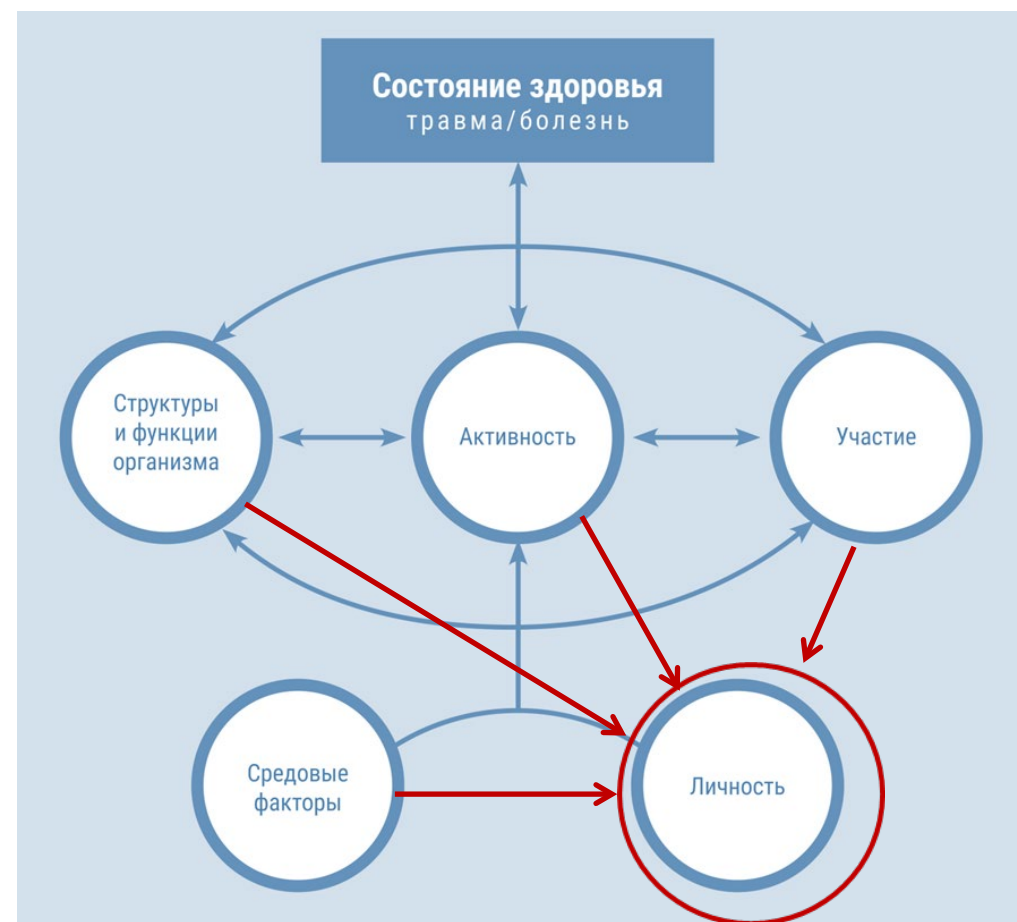 Состояние здоровья
травма/болезнь
Структуры
и функции
организма
Активность
Участие
Средовые
факторы
Личность